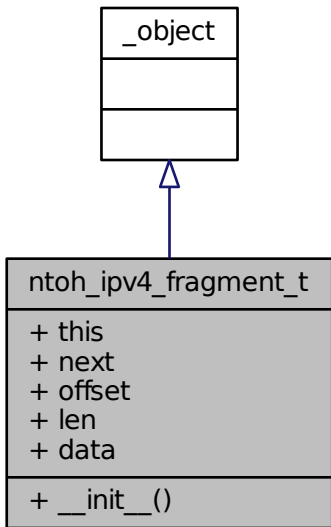 _object
ntoh_ipv4_fragment_t
+ this
+ next
+ offset
+ len
+ data
+ __init__()